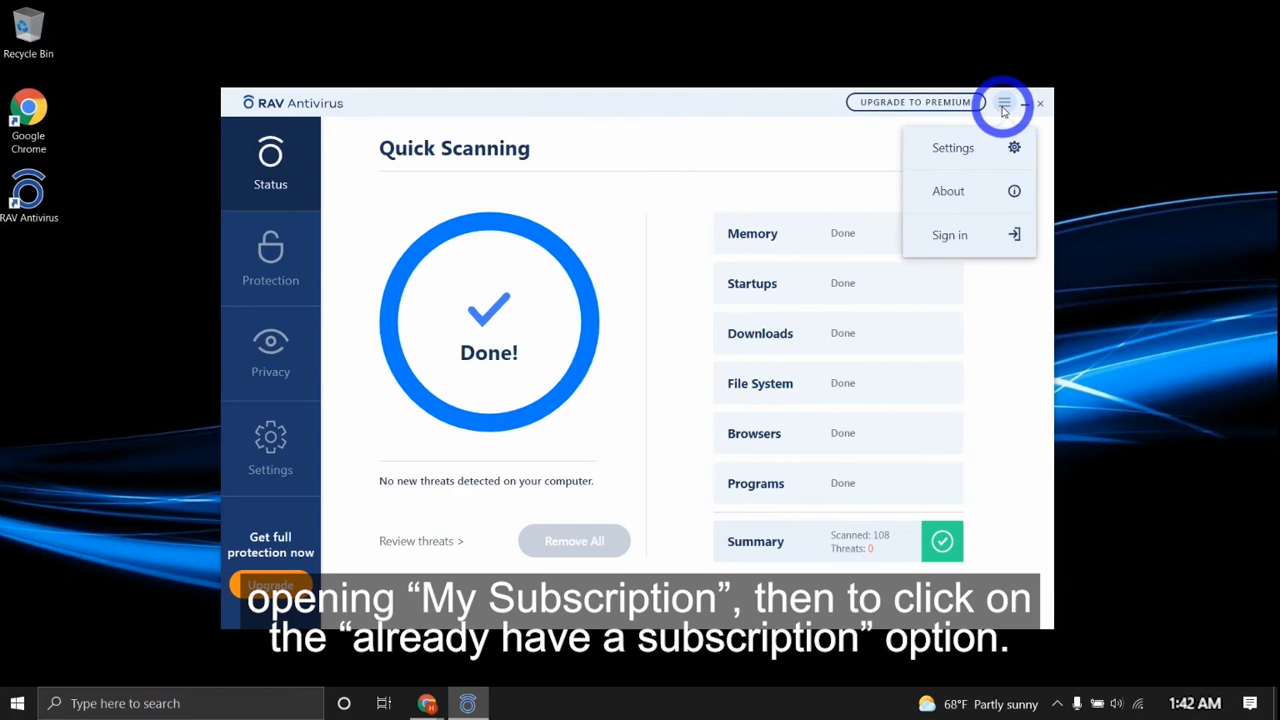 Recycle Bin
Google
Chrome
RAV Antivirus
RAV Antivirus
UPGRADE TO PREMIUM
Settings
About
Sign in
Status
Protection
Privacy
Settings
Get full
protection now
Upgrade
Quick Scanning
Done!
No new threats detected on your computer.
Review threats >
Remove All
Memory Done
Startups Done
Downloads Done
File System Done
Browsers Done
Programs Done
Summary
Scanned: 108
Threats: 0
opening “My Subscription”, then to click on
the “already have a subscription” option.
Type here to search
68°F Partly sunny
1:42 AM